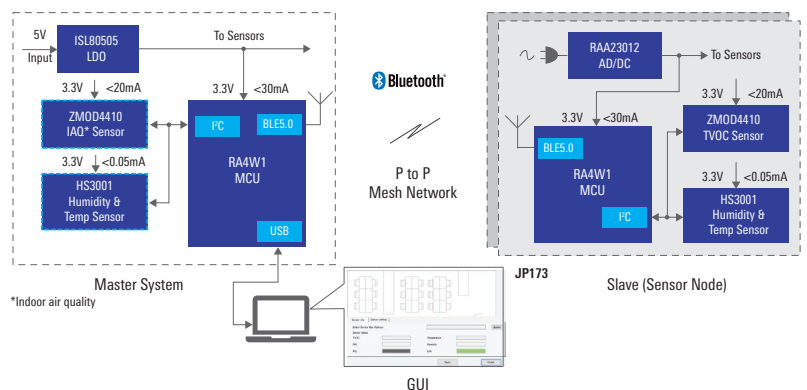 5V
Input
ISL80505
LDO
To Sensors
3.3V
<20mA
3.3V
<30mA
ZMOD4410
IAQ* Sensor
I²C
BLE5.0
3.3V
<0.05mA
RA4W1
MCU
HS3001
Humidity &
Temp Sensor
USB
Master System
*Indoor air quality
Bluetooth®
P to P
Mesh Network
RAA23012
AD/DC
To Sensors
3.3V
<30mA
3.3V
<20mA
ZMOD4410
TVOC Sensor
BLE5.0
RA4W1
MCU
3.3V
<0.05mA
I²C
HS3001
Humidity &
Temp Sensor
JP173
Slave (Sensor Node)
Temperature
Humidity
GUI